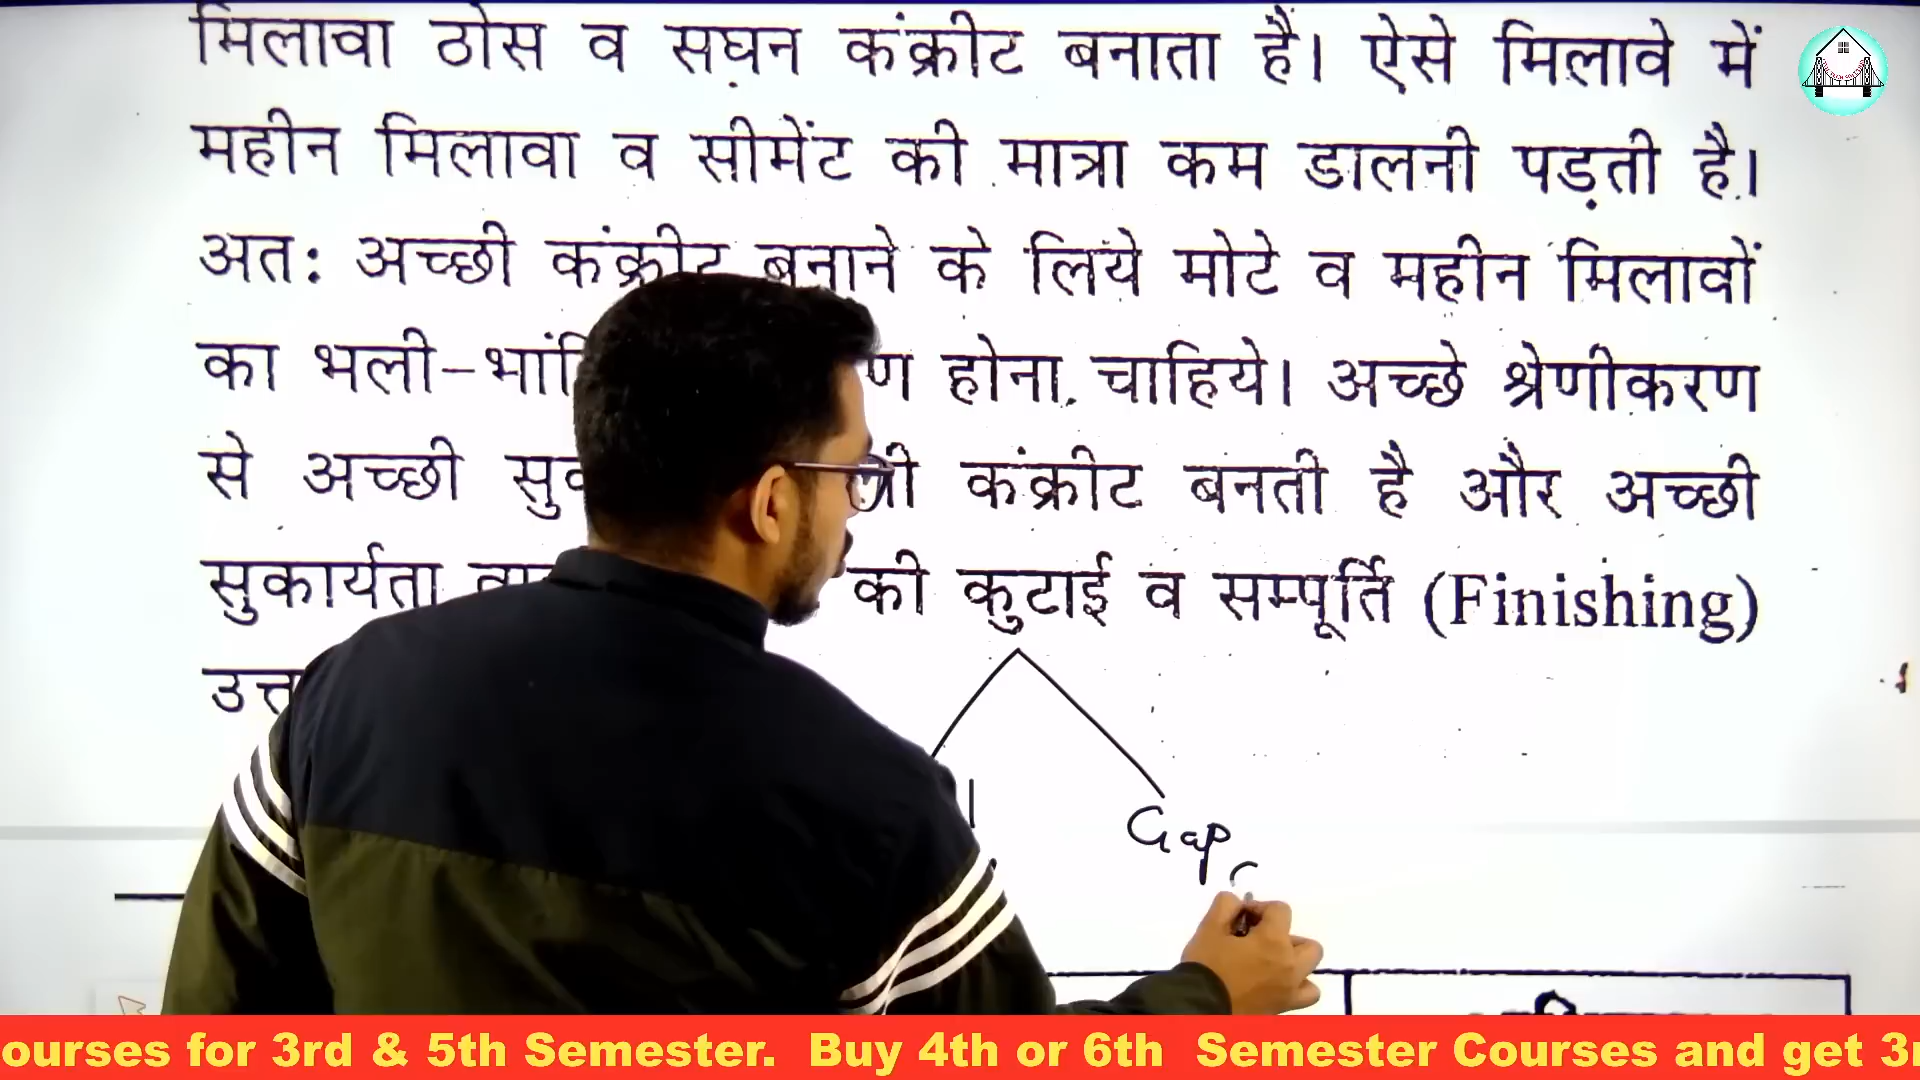 मिलावा ठोस व सघन कंक्रीट बनाता है। ऐसे मिलावे में
महीन मिलावा व सीमेंट की मात्रा कम डालनी पड़ती है।
अतः अच्छी कंक्रीट बनाने के लिये मोटे व महीन मिलावों
का भली-भांति होना चाहिये। अच्छे श्रेणीकरण
से अच्छी कंक्रीट बनती है और अच्छी
सुकार्यता की कुटाई व सम्पूर्ति (Finishing)
Gap
ourses for 3rd & 5th Semester. Buy 4th or 6th Semester Courses and get 3r